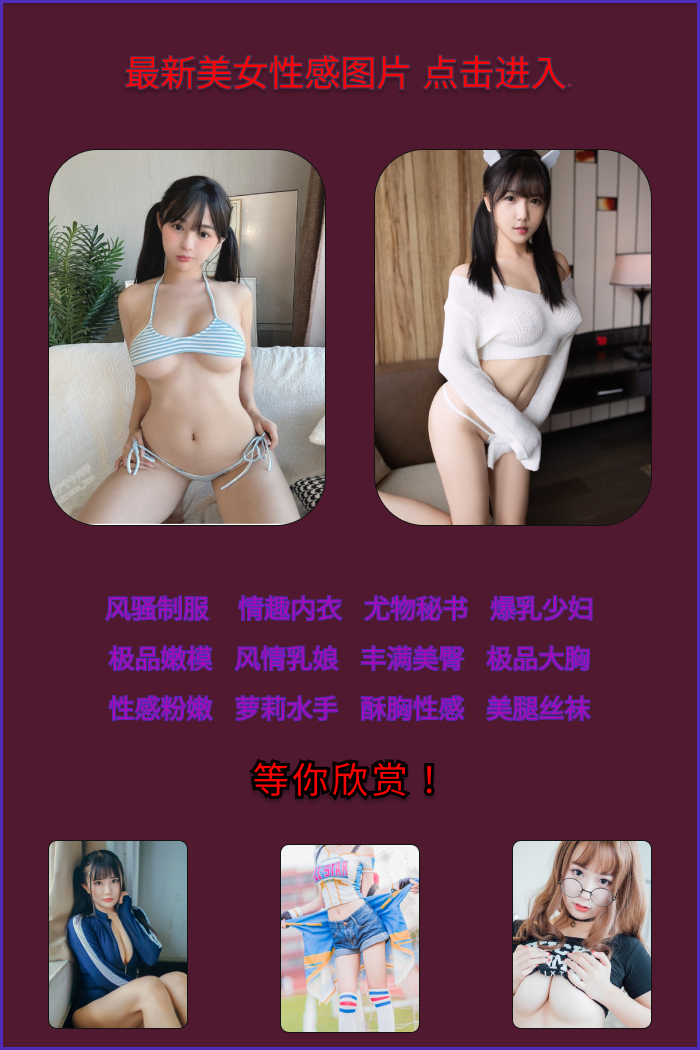 最新美女性感图片 点击进入
风骚制服 情趣内衣 尤物秘书 爆乳少妇
极品嫩模 风情乳娘 丰满美臀 极品大胸
性感粉嫩 萝莉水手 酥胸性感 美腿丝袜
等你欣赏！